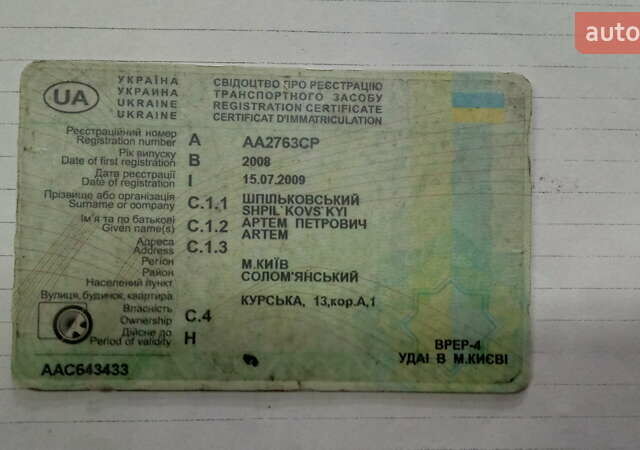 auto
UA
УКРАЇНА
УКРАИНА
UKRAINE
UKRAINE
СВІДОЦТВО ПРО РЕЄСТРАЦІЮ
ТРАНСПОРТНОГО ЗАСОБУ
REGISTRATION CERTIFICATE
CERTIFICAT D'IMMATRICULATION
Реєстраційний номер
Registration number A AA2763CP
Рік випуску
Date of first registration B 2008
Дата реєстрації
Date of registration I 15.07.2009
Прізвище або організація
Surname or company C.1.1 ШПІЛЬКОВСЬКИЙ
SHPIL`KOVS`KYI
Ім'я та по батькові
Given name(s) C.1.2 АРТЕМ ПЕТРОВИЧ
ARTEM
Адреса
Address C.1.3
Регіон М.КИЇВ
Район СОЛОМ'ЯНСЬКИЙ
Населений пункт
Вулиця, будинок, квартира КУРСЬКА, 13,кор.А,1
Власність
Ownership C.4
Дійсне до
Period of validity H
ВРЕР-4
УДАІ В М.КИЄВІ
AAC643433